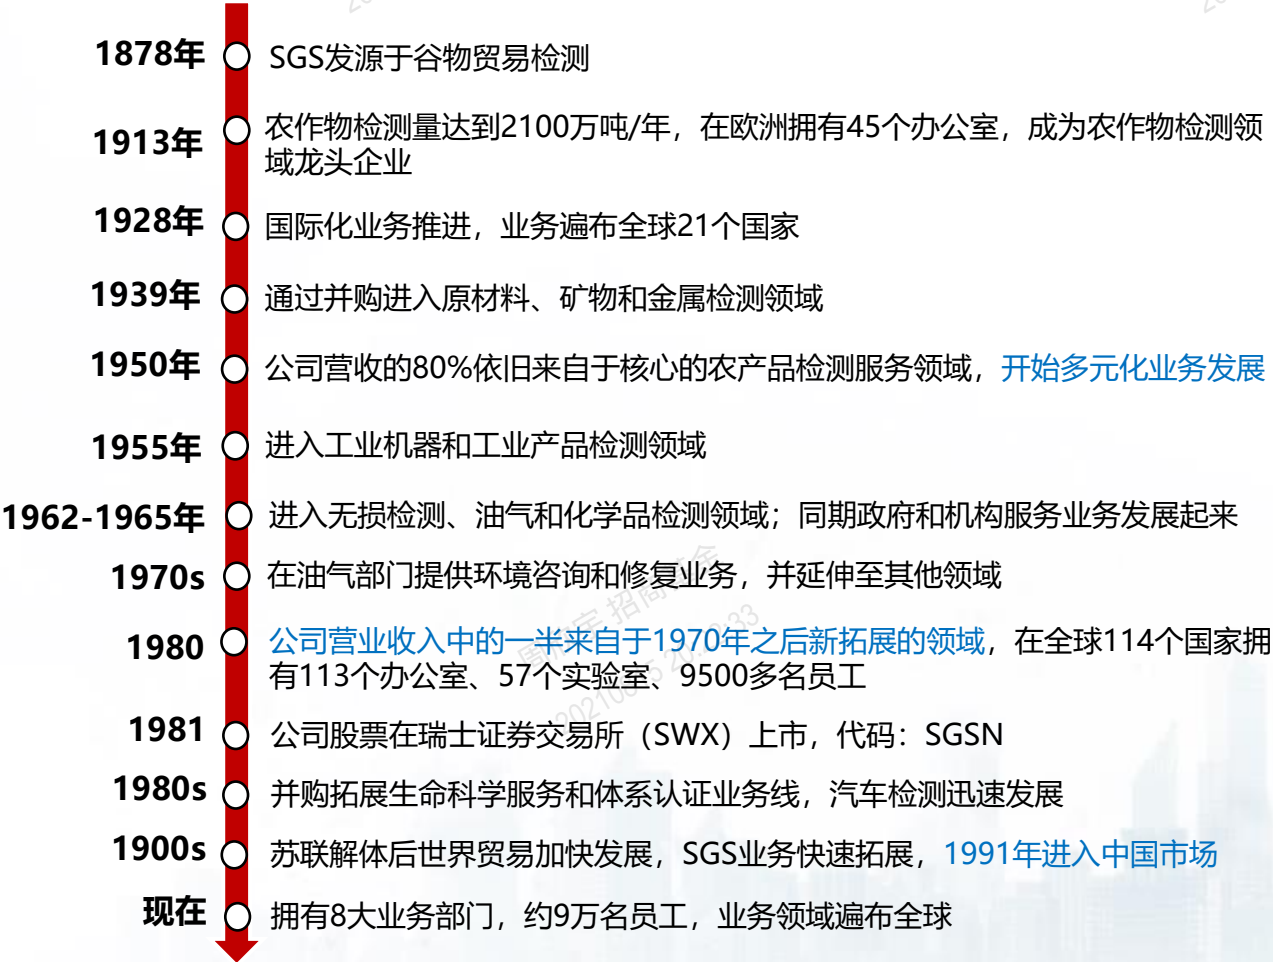 1878年 SGS发源于谷物贸易检测
1913年 农作物检测量达到2100万吨/年，在欧洲拥有45个办公室，成为农作物检测领
域龙头企业
1928年 国际化业务推进，业务遍布全球21个国家
1939年 通过并购进入原材料、矿物和金属检测领域
1950年 公司营收的80%依旧来自于核心的农产品检测服务领域，开始多元化业务发展
1955年 进入工业机器和工业产品检测领域
1962-1965年 进入无损检测、油气和化学品检测领域；同期政府和机构服务业务发展起来
1970s 在油气部门提供环境咨询和修复业务，并延伸至其他领域
1980 公司营业收入中的一半来自于1970年之后新拓展的领域，在全球114个国家拥
有113个办公室、57个实验室、9500多名员工
1981 公司股票在瑞士证券交易所（SWX）上市，代码：SGSN
1980s 并购拓展生命科学服务和体系认证业务线，汽车检测迅速发展
1900s 苏联解体后世界贸易加快发展，SGS业务快速拓展，1991年进入中国市场
现在 拥有8大业务部门，约9万名员工，业务领域遍布全球